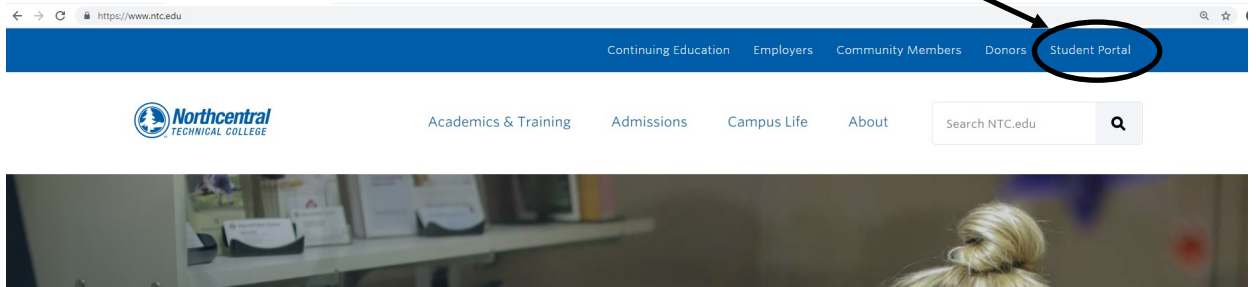 https://www.ntc.edu
Continuing Education Employers Community Members Donors Student Portal
Northcentral
TECHNICAL COLLEGE
Academics & Training Admissions Campus Life About Search NTC.edu